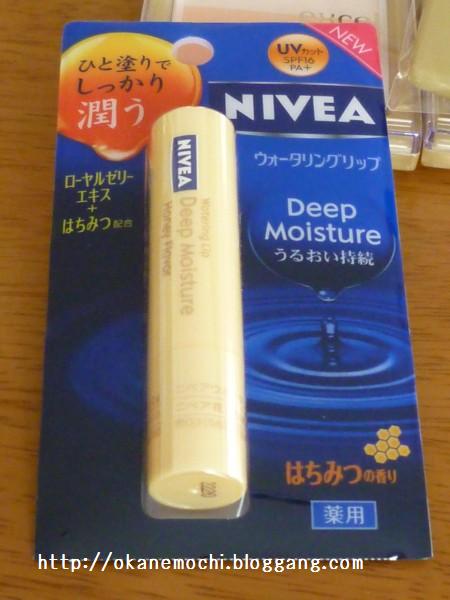 exce
ひと塗りで
しっかり
潤う
ローヤルゼリー
エキス
+
はちみつ配合
UVカット
SPF16
PA+
NEW
NIVEA
ウォータリングリップ
Deep
Moisture
うるおい持続
はちみつの香り
薬用
NIVEA
Watering Lip
Deep Moisture
Honey Flavor
http://okanemochi.bloggang.com